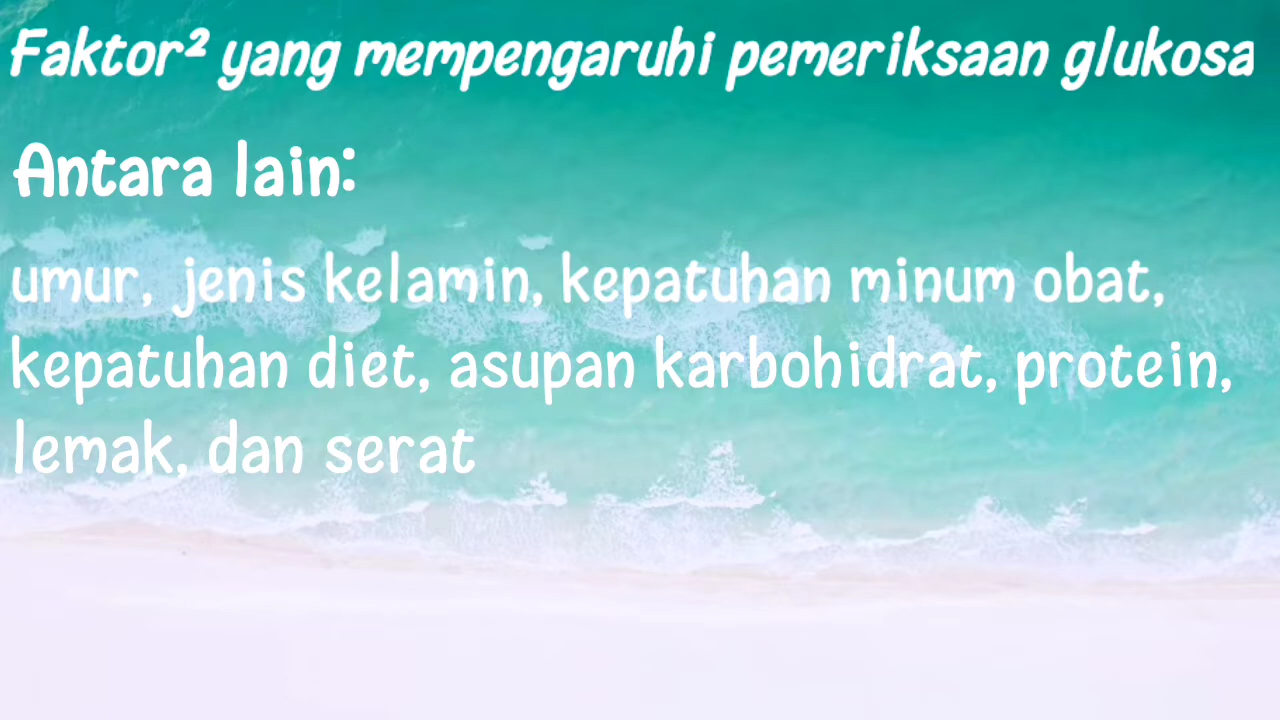 Faktor² yang mempengaruhi pemeriksaan glukosa
Antara lain:
umur, jenis kelamin, kepatuhan minum obat,
kepatuhan diet, asupan karbohidrat, protein,
lemak, dan serat